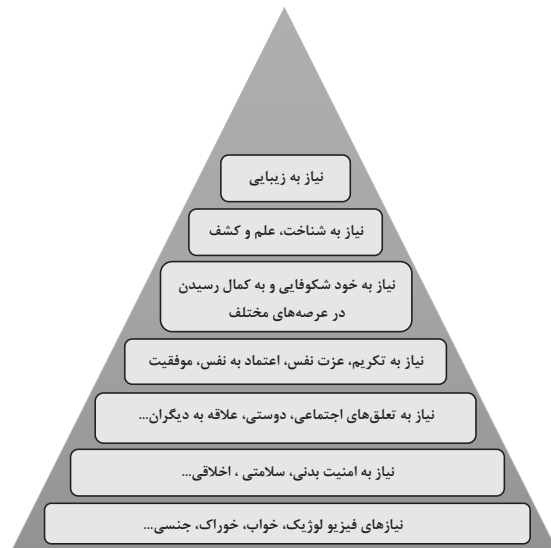 نیاز به زیبایی
نیاز به شناخت، علم و کشف
نیاز به خود شکوفایی و به کمال رسیدن
در عرصه‌های مختلف
نیاز به تکریم، عزت نفس، اعتماد به نفس، موفقیت
نیاز به تعلق‌های اجتماعی، دوستی، علاقه به دیگران...
نیاز به امنیت بدنی، سلامتی ، اخلاقی...
نیازهای فیزیو لوژیک، خواب، خوراک، جنسی...